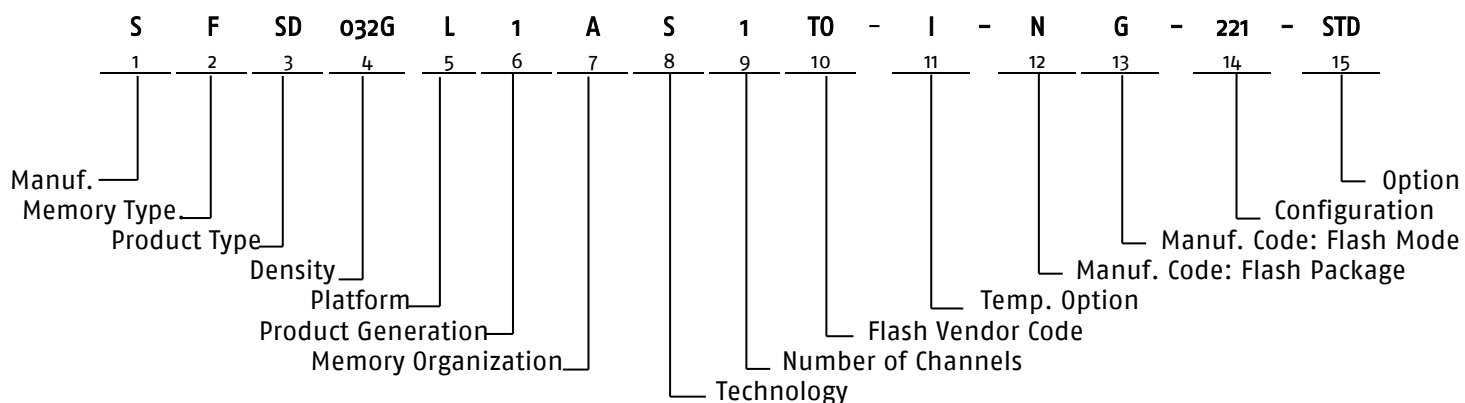 S F SD 032G L 1 A S 1 TO - I - N G - 221 - STD
1 2 3 4 5 6 7 8 9 10 11 12 13 14 15
Manuf. Option
Memory Type. Configuration
Product Type Manuf. Code: Flash Mode
Density Manuf. Code: Flash Package
Platform Temp. Option
Product Generation Flash Vendor Code
Memory Organization Number of Channels
Technology